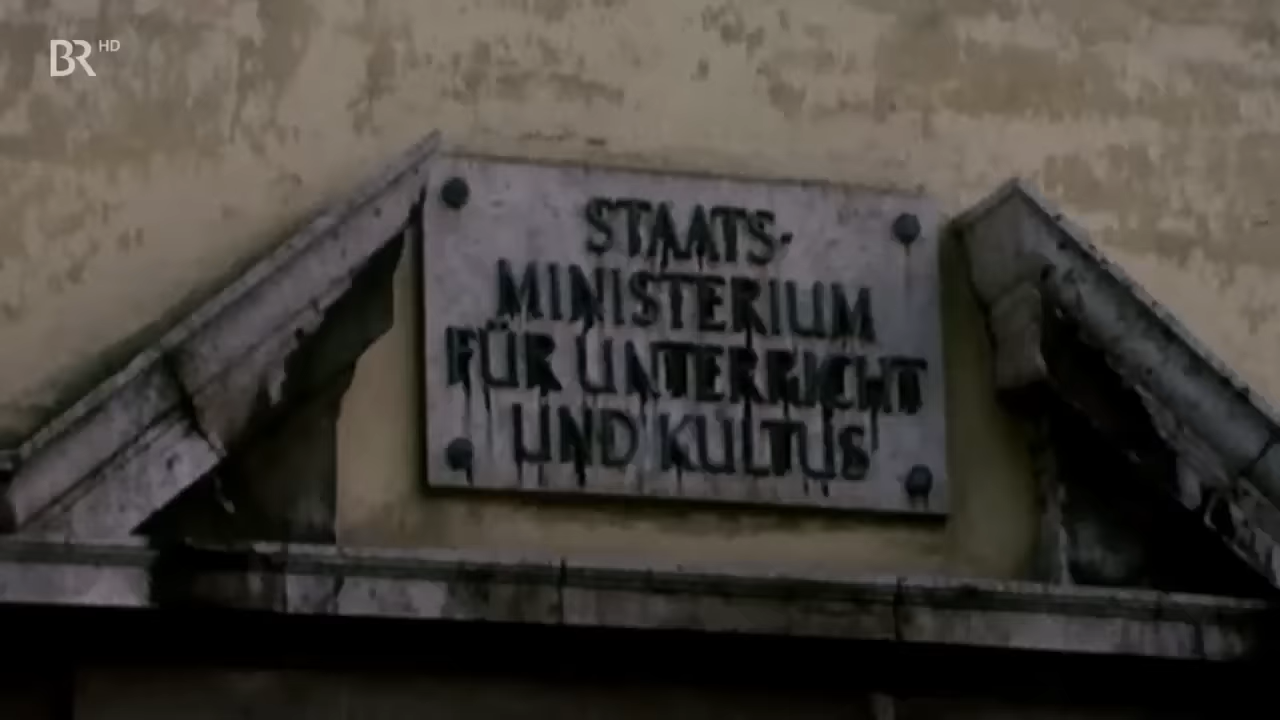 BR HD
STAATS-
MINISTERIUM
FÜR UNTERRICHT
UND KULTUS